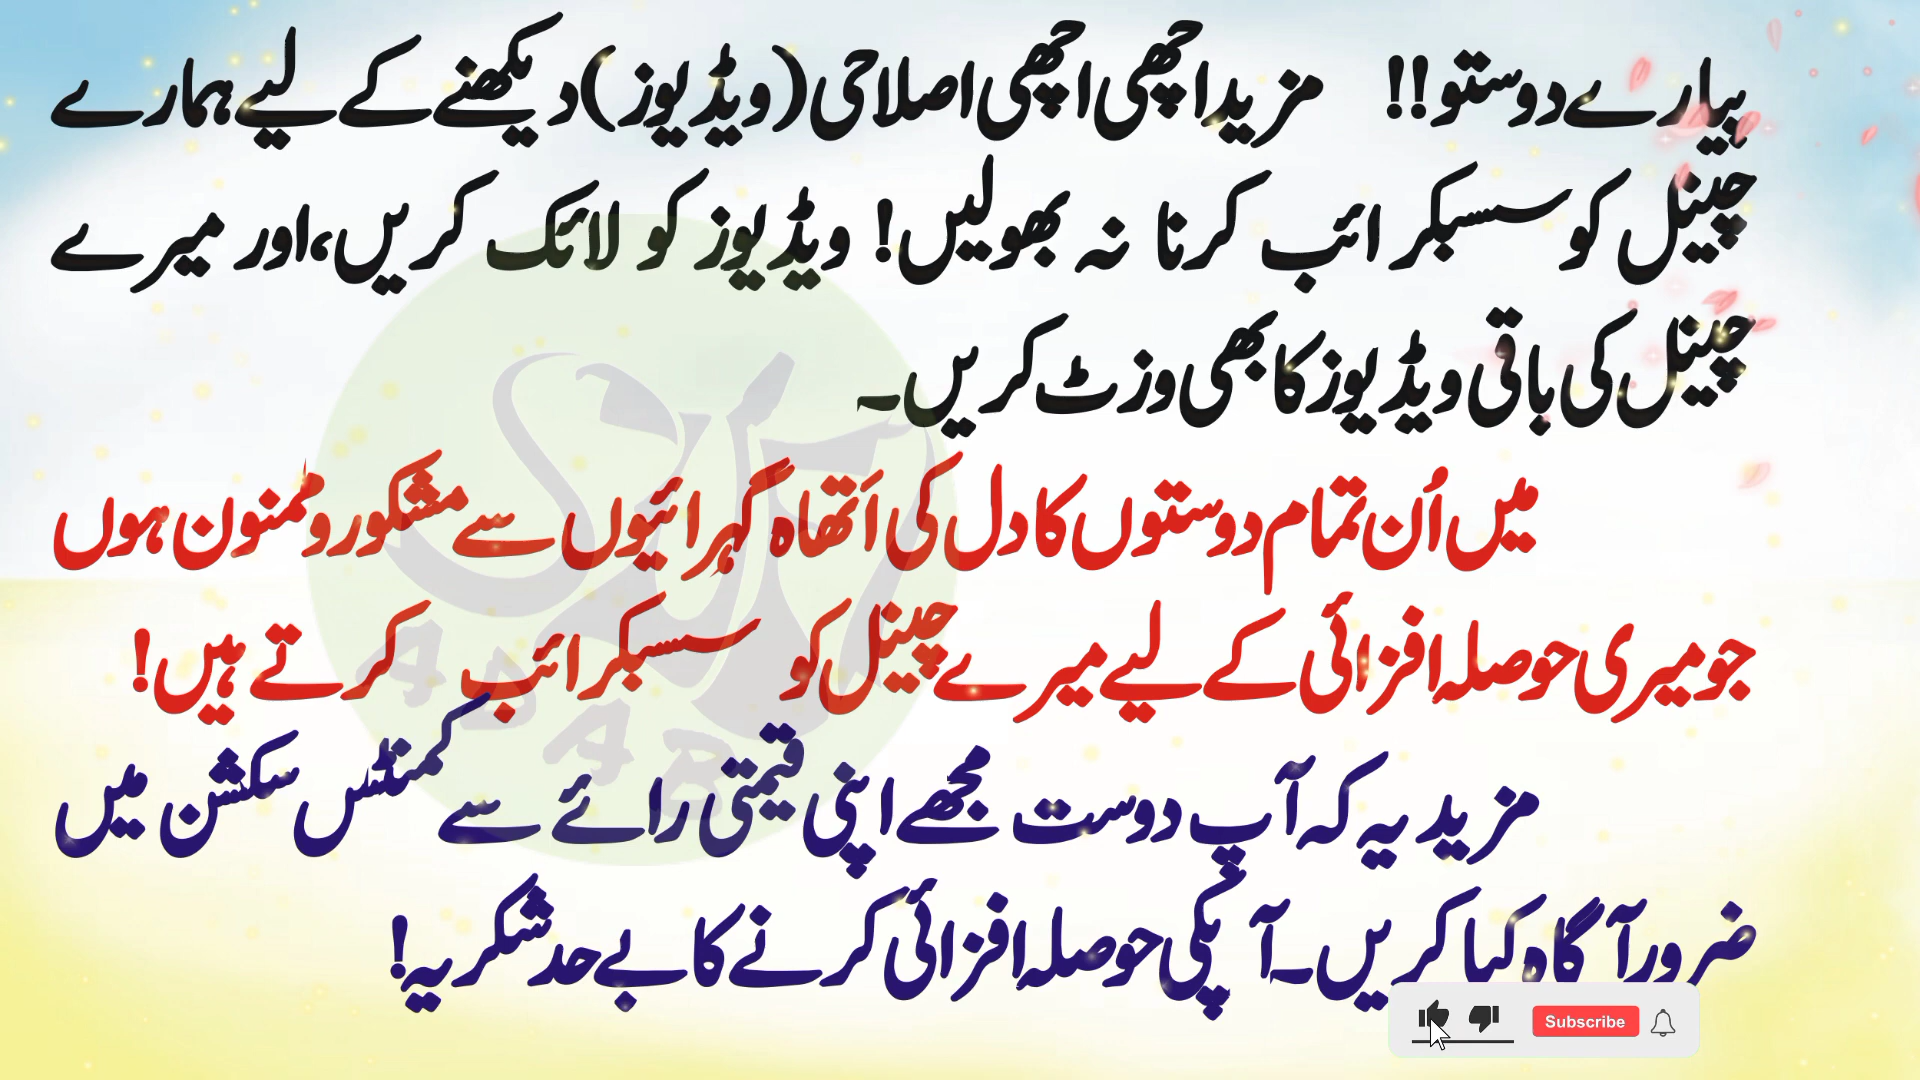 پیارے دوستو!! مزید اچھی اچھی اصلاحی (ویڈیوز) دیکھنے کے لیے ہمارے
چینل کو سسبکرائب کرنا نہ بھولیں! ویڈیوز کو لائک کریں،اور میرے
چینل کی باقی ویڈیوز کا بھی وزٹ کریں۔
میں اُن تمام دوستوں کا دل کی اَتھاہ گہرائیوں سے مشکور و ممنون ہوں
جو میری حوصلہ افزائی کے لیے میرے چینل کو سسبکرائب کرتے ہیں!
مزید یہ کہ آپ دوست مجھے اپنی قیمتی رائے سے کمنٹس سکشن میں
ضرور آگاہ کیا کریں۔ آپکی حوصلہ افزائی کرنے کا بے حد شکریہ!
Subscribe
ADAB